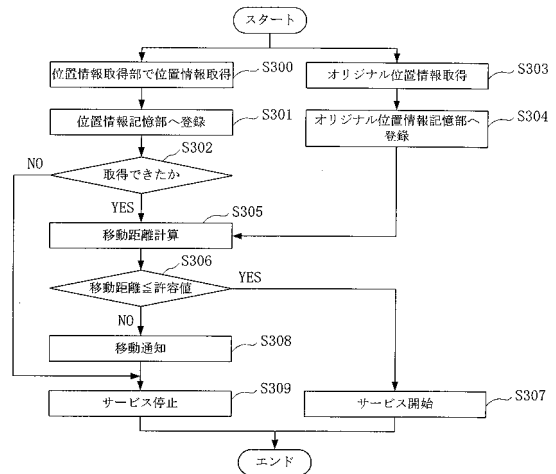 スタート
位置情報取得部で位置情報取得
S300
オリジナル位置情報取得
S303
位置情報記憶部へ登録
S301
オリジナル位置情報記憶部へ
登録
S304
S302
NO
取得できたか
YES
S305
移動距離計算
S306
移動距離≦許容値
YES
NO
移動通知
S308
サービス停止
S309
サービス開始
S307
エンド